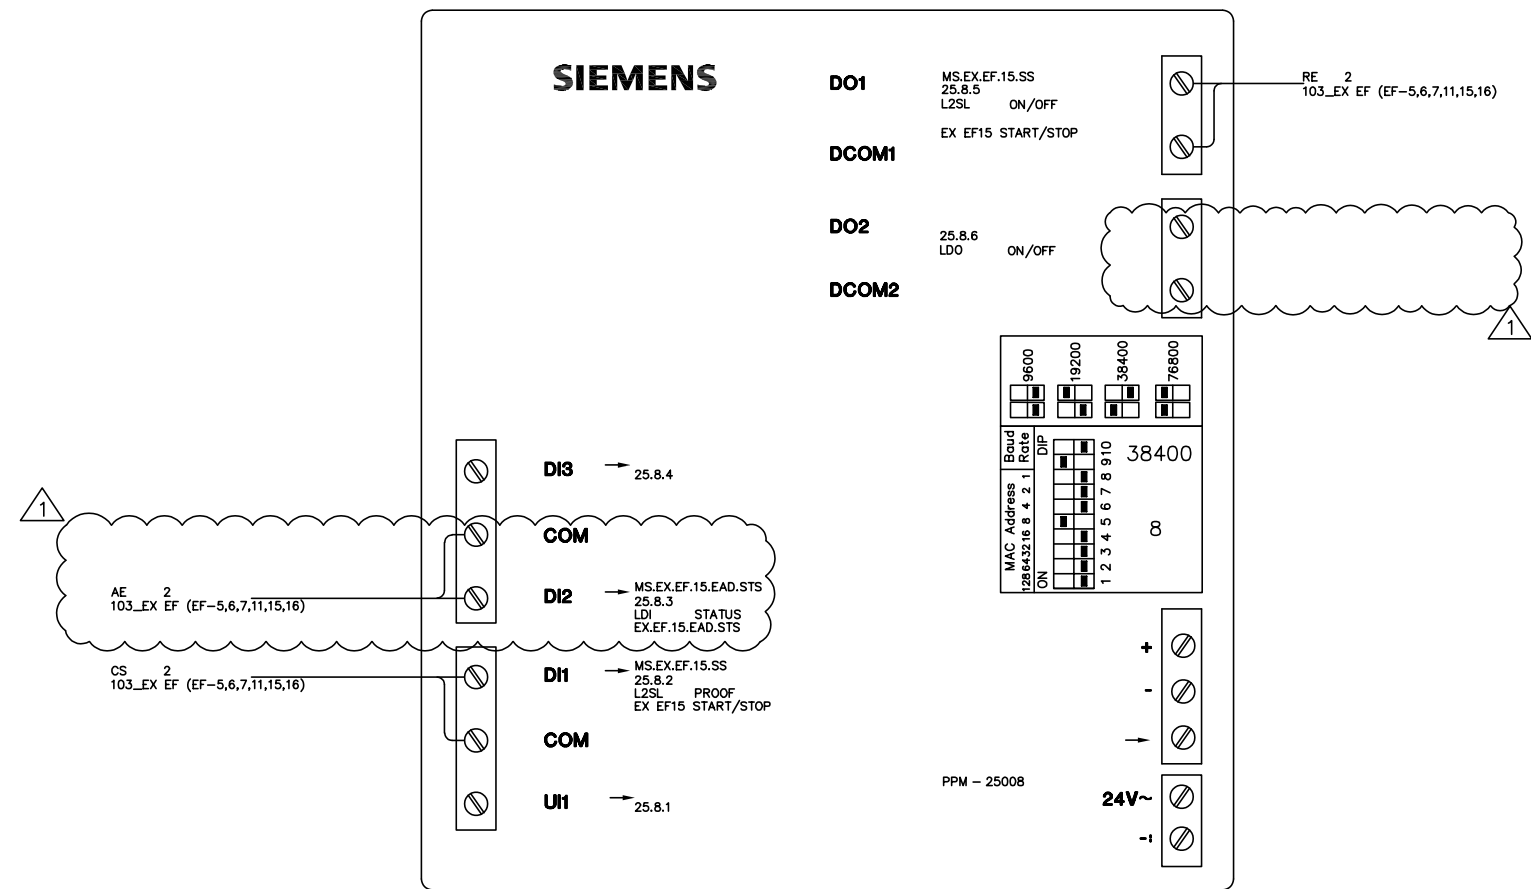 SIEMENS
DO1
MS.EX.EF.15.SS
25.8.5
L2SL ON/OFF
EX EF15 START/STOP
DCOM1
RE 2
103_EX EF (EF-5,6,7,11,15,16)
DO2
25.8.6
LDO ON/OFF
DCOM2
1
9600
19200
38400
76800
Baud Rate
DIP
38400
MAC Address
128 64 32 16 8 4 2 1
ON
1 2 3 4 5 6 7 8 9 10
8
DI3
25.8.4
1
COM
AE 2
103_EX EF (EF-5,6,7,11,15,16)
DI2
MS.EX.EF.15.EAD.STS
25.8.3
LDI STATUS
EX.EF.15.EAD.STS
CS 2
103_EX EF (EF-5,6,7,11,15,16)
DI1
MS.EX.EF.15.SS
25.8.2
L2SL PROOF
EX EF15 START/STOP
COM
UI1
25.8.1
+
-
PPM - 25008
24V~